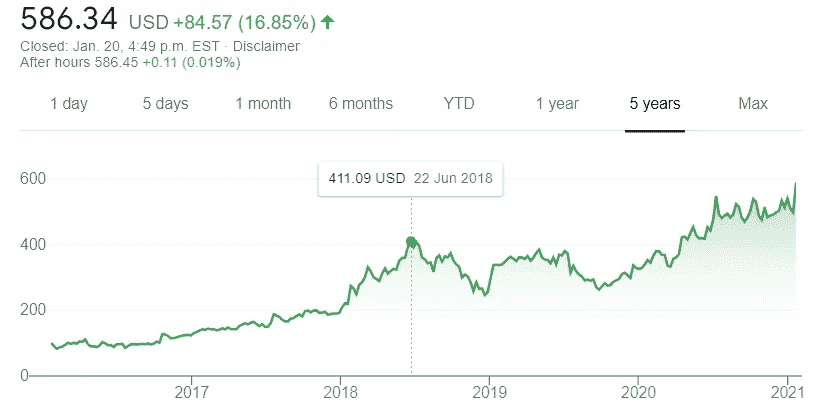 586.34 USD +84.57 (16.85%) ↑
Closed: Jan. 20, 4:49 p.m. EST · Disclaimer
After hours 586.45 +0.11 (0.019%)
1 day 5 days 1 month 6 months YTD 1 year 5 years Max
411.09 USD 22 Jun 2018
600
400
200
0
2017 2018 2019 2020 2021